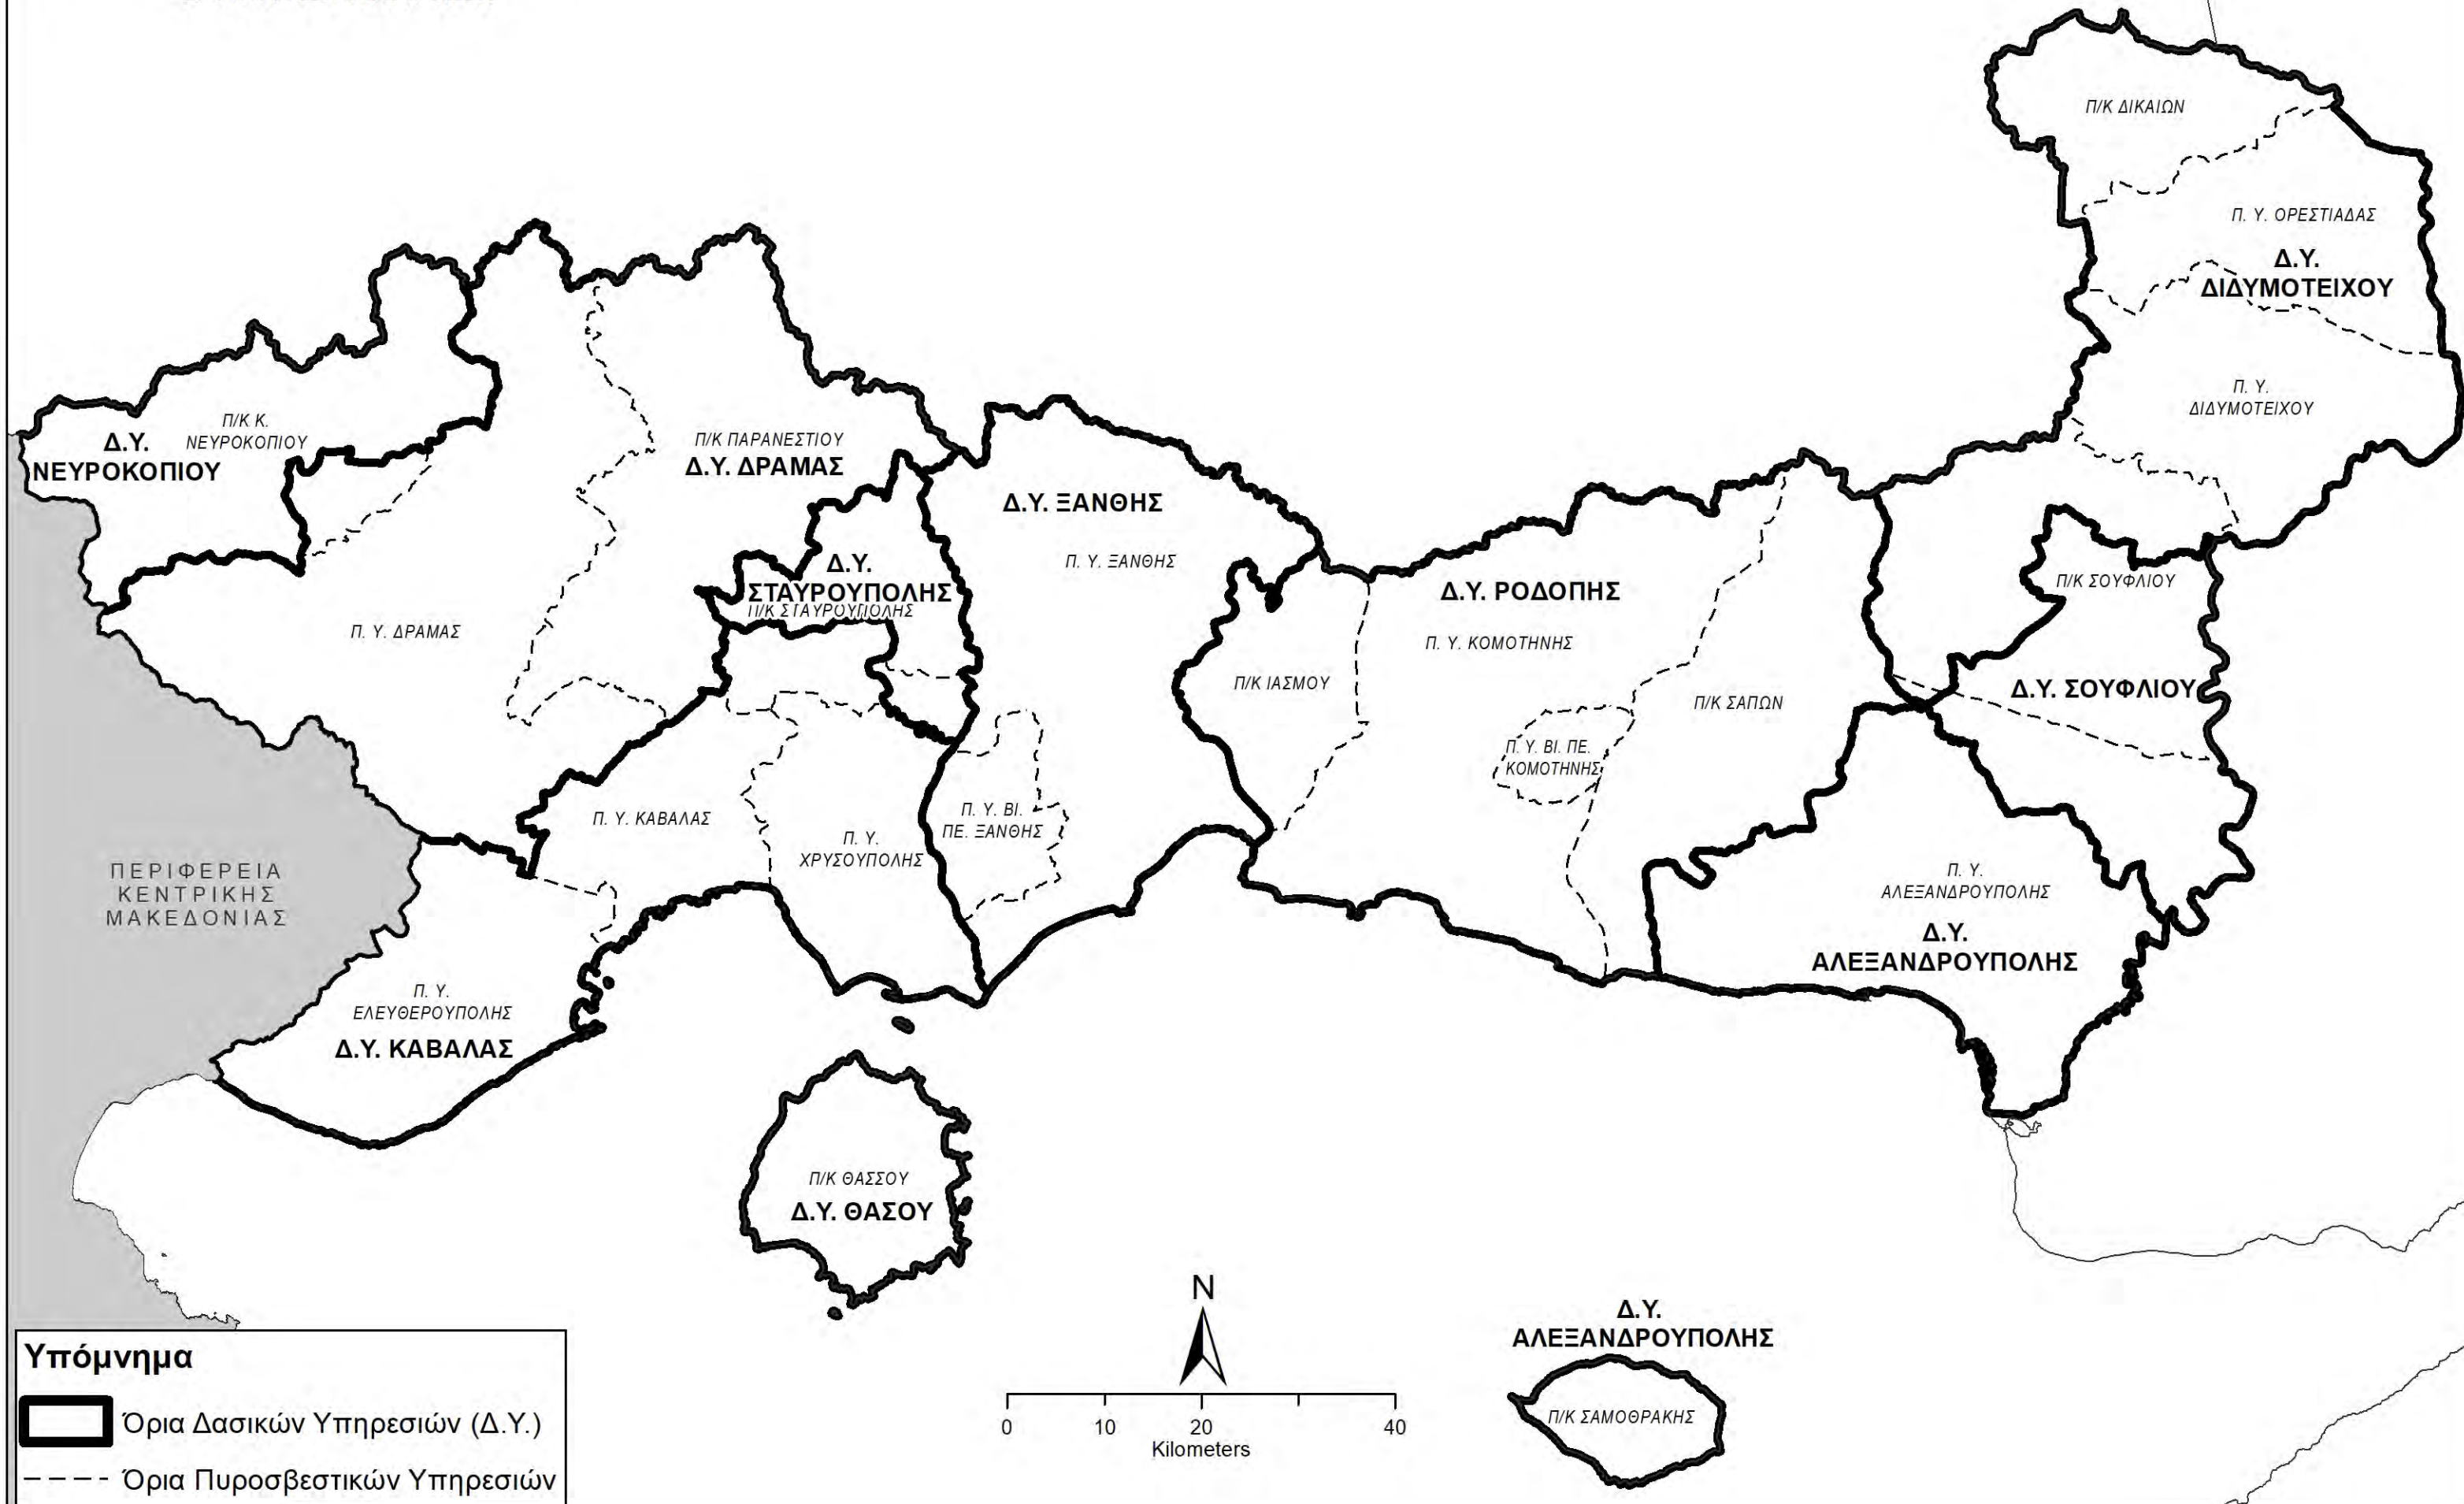 Π/Κ ΔΙΚΑΙΩΝ
Π. Υ. ΟΡΕΣΤΙΑΔΑΣ
Δ.Υ.
ΔΙΔΥΜΟΤΕΙΧΟΥ
Π. Υ.
ΔΙΔΥΜΟΤΕΙΧΟΥ
Π/Κ Κ.
ΝΕΥΡΟΚΟΠΙΟΥ
Δ.Υ.
ΝΕΥΡΟΚΟΠΙΟΥ
Π/Κ ΠΑΡΑΝΕΣΤΙΟΥ
Δ.Υ. ΔΡΑΜΑΣ
Δ.Υ. ΞΑΝΘΗΣ
Π. Υ. ΞΑΝΘΗΣ
Δ.Υ.
ΣΤΑΥΡΟΥΠΟΛΗΣ
Π/Κ ΣΤΑΥΡΟΥΠΟΛΗΣ
Π. Υ. ΔΡΑΜΑΣ
Δ.Υ. ΡΟΔΟΠΗΣ
Π. Υ. ΚΟΜΟΤΗΝΗΣ
Π/Κ ΙΑΣΜΟΥ
Π/Κ ΣΑΠΩΝ
Π/Κ ΣΟΥΦΛΙΟΥ
Δ.Υ. ΣΟΥΦΛΙΟΥ
Π. Υ. ΒΙ. ΠΕ.
ΚΟΜΟΤΗΝΗΣ
Π. Υ. ΚΑΒΑΛΑΣ
Π. Υ.
ΧΡΥΣΟΥΠΟΛΗΣ
Π. Υ. ΒΙ.
ΠΕ. ΞΑΝΘΗΣ
ΠΕΡΙΦΕΡΕΙΑ
ΚΕΝΤΡΙΚΗΣ
ΜΑΚΕΔΟΝΙΑΣ
Π. Υ.
ΑΛΕΞΑΝΔΡΟΥΠΟΛΗΣ
Δ.Υ.
ΑΛΕΞΑΝΔΡΟΥΠΟΛΗΣ
Π. Υ.
ΕΛΕΥΘΕΡΟΥΠΟΛΗΣ
Δ.Υ. ΚΑΒΑΛΑΣ
Π/Κ ΘΑΣΣΟΥ
Δ.Υ. ΘΑΣΟΥ
N
0 10 20 40
Kilometers
Δ.Υ.
ΑΛΕΞΑΝΔΡΟΥΠΟΛΗΣ
Π/Κ ΣΑΜΟΘΡΑΚΗΣ
Υπόμνημα
Όρια Δασικών Υπηρεσιών (Δ.Υ.)
Όρια Πυροσβεστικών Υπηρεσιών